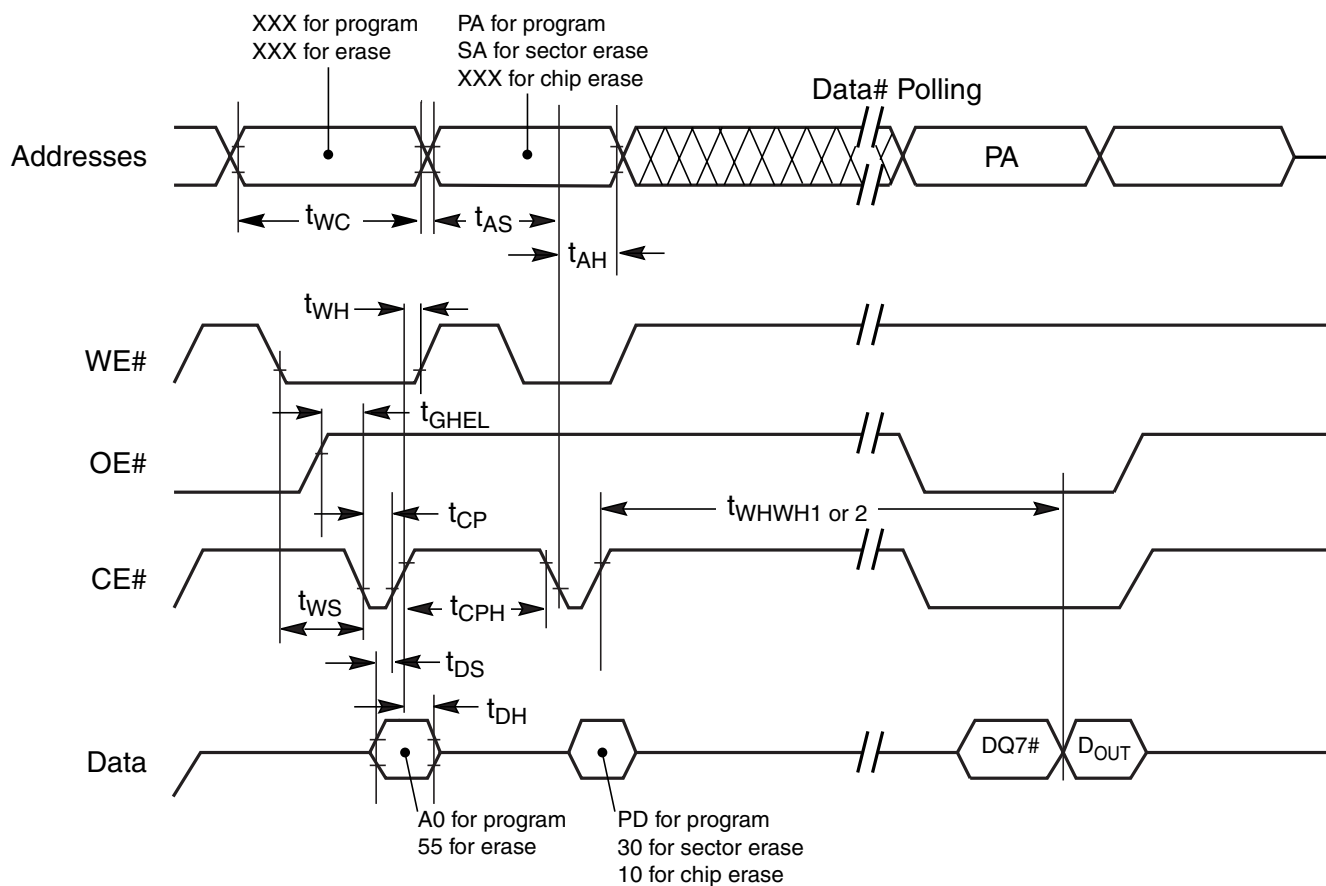 XXX for program
XXX for erase
PA for program
SA for sector erase
XXX for chip erase
Data# Polling
Addresses
PA
tWC
tAS
tAH
tWH
WE#
tGHEL
OE#
tCP
tWHWH1 or 2
CE#
tWS
tCPH
tDS
tDH
Data
DQ7#
DOUT
A0 for program
55 for erase
PD for program
30 for sector erase
10 for chip erase